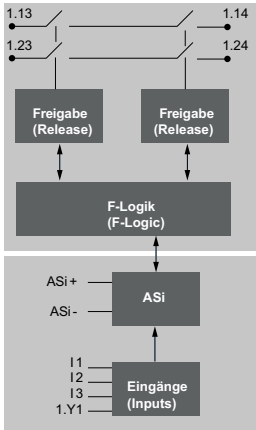 1.13 1.14
1.23 1.24
Freigabe
(Release)
Freigabe
(Release)
F-Logik
(F-Logic)
ASi+
ASi-
ASi
I1
I2
I3
1.Y1
Eingänge
(Inputs)